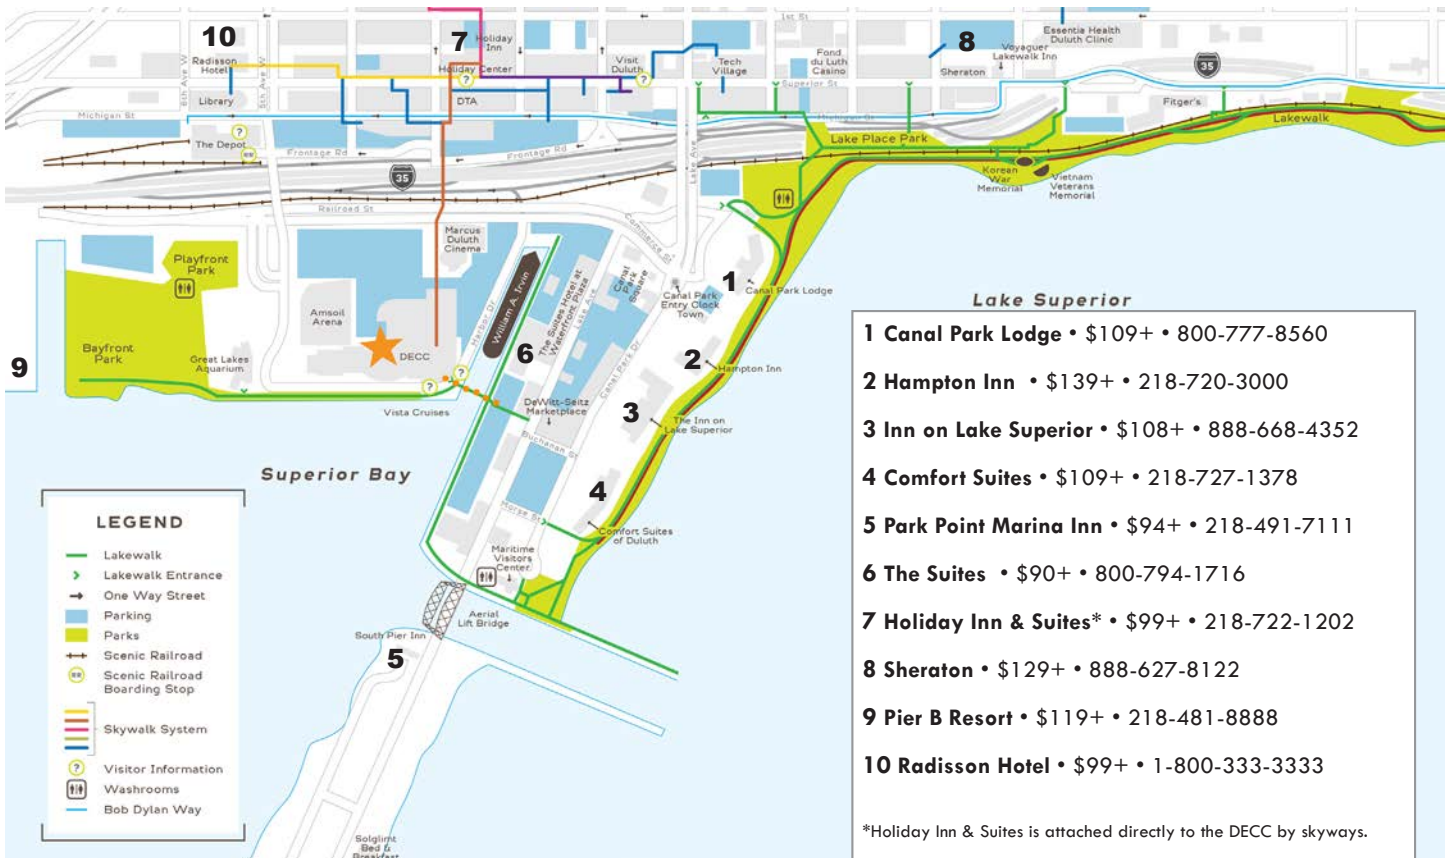 1st St
10
7
8
Radisson
Hotel
Holiday
Inn
Holiday Center
Visit
Duluth
Tech
Village
Fond
du Luth
Casino
Essentia Health
Duluth Clinic
Voyaguer
Lakewalk Inn
Sheraton
35
6th Ave W
5th Ave W
Library
DTA
Superior St
Fitger's
Michigan St
Michigan St
Lakewalk
The Depot
Lake Place Park
Frontage Rd
Frontage Rd
Lake Ave
35
Korean
War
Memorial
Vietnam
Veterans
Memorial
Railroad St
Commerce St
Marcus
Duluth
Cinema
Playfront
Park
Harbor Dr
William A. Irvin
The Suites Hotel at
Waterfront Plaza
Lake Ave
Canal
Park
Square
Canal Park
Entry Clock
Town
1
Canal Park Lodge
Lake Superior
Amsoil
Arena
DECC
Great Lakes
Aquarium
Bayfront
Park
9
6
Canal Park Dr
2
Hampton Inn
Vista Cruises
DeWitt-Seitz
Marketplace
3
The Inn on
Lake Superior
Buchanan St
Superior Bay
4
Morse St
Comfort Suites
of Duluth
Maritime
Visitors
Center
Aerial
Lift Bridge
South Pier Inn
5
Solglimt
Bed &
Breakfast
LEGEND
Lakewalk
Lakewalk Entrance
One Way Street
Parking
Parks
Scenic Railroad
Scenic Railroad
Boarding Stop
Skywalk System
Visitor Information
Washrooms
Bob Dylan Way
1 Canal Park Lodge • $109+ • 800-777-8560
2 Hampton Inn • $139+ • 218-720-3000
3 Inn on Lake Superior • $108+ • 888-668-4352
4 Comfort Suites • $109+ • 218-727-1378
5 Park Point Marina Inn • $94+ • 218-491-7111
6 The Suites • $90+ • 800-794-1716
7 Holiday Inn & Suites* • $99+ • 218-722-1202
8 Sheraton • $129+ • 888-627-8122
9 Pier B Resort • $119+ • 218-481-8888
10 Radisson Hotel • $99+ • 1-800-333-3333
*Holiday Inn & Suites is attached directly to the DECC by skyways.